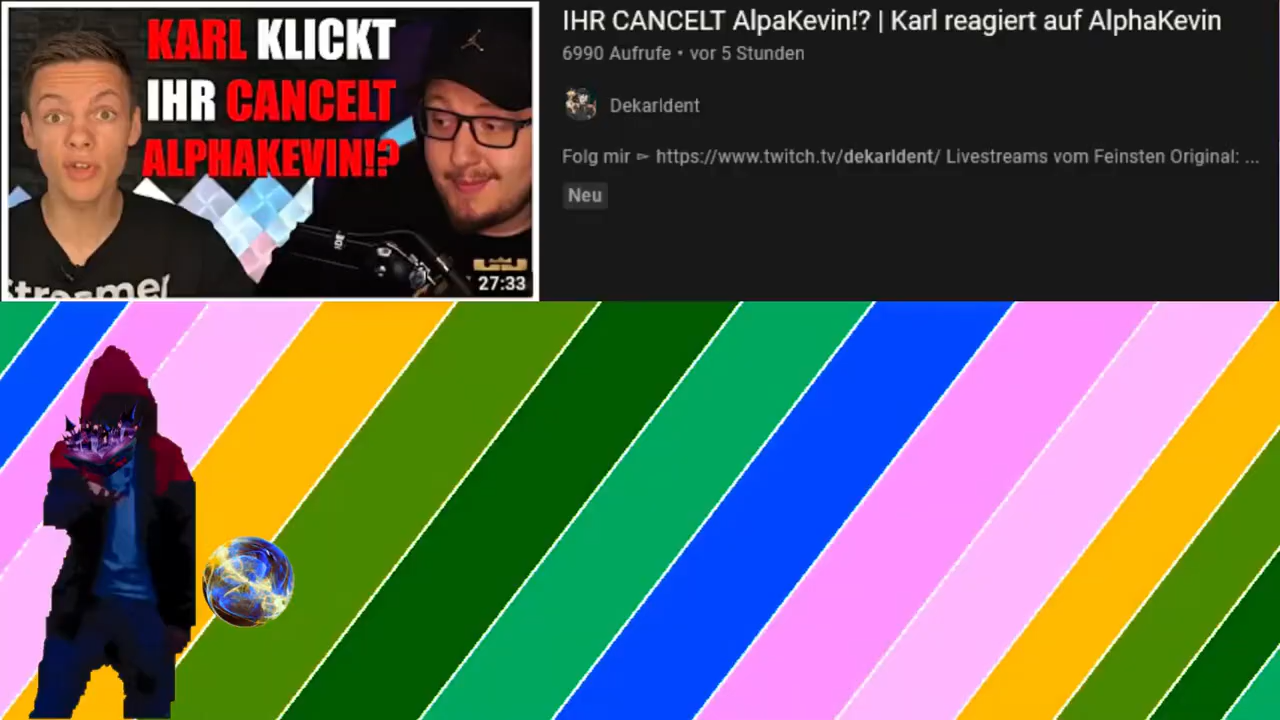 KARL KLICKT
IHR CANCELT
ALPHAKEVIN!?
Streamer
27:33
IHR CANCELT AlpaKevin!? | Karl reagiert auf AlphaKevin
6990 Aufrufe • vor 5 Stunden
Dekarldent
Folg mir ► https://www.twitch.tv/dekarldent/ Livestreams vom Feinsten Original: ...
Neu